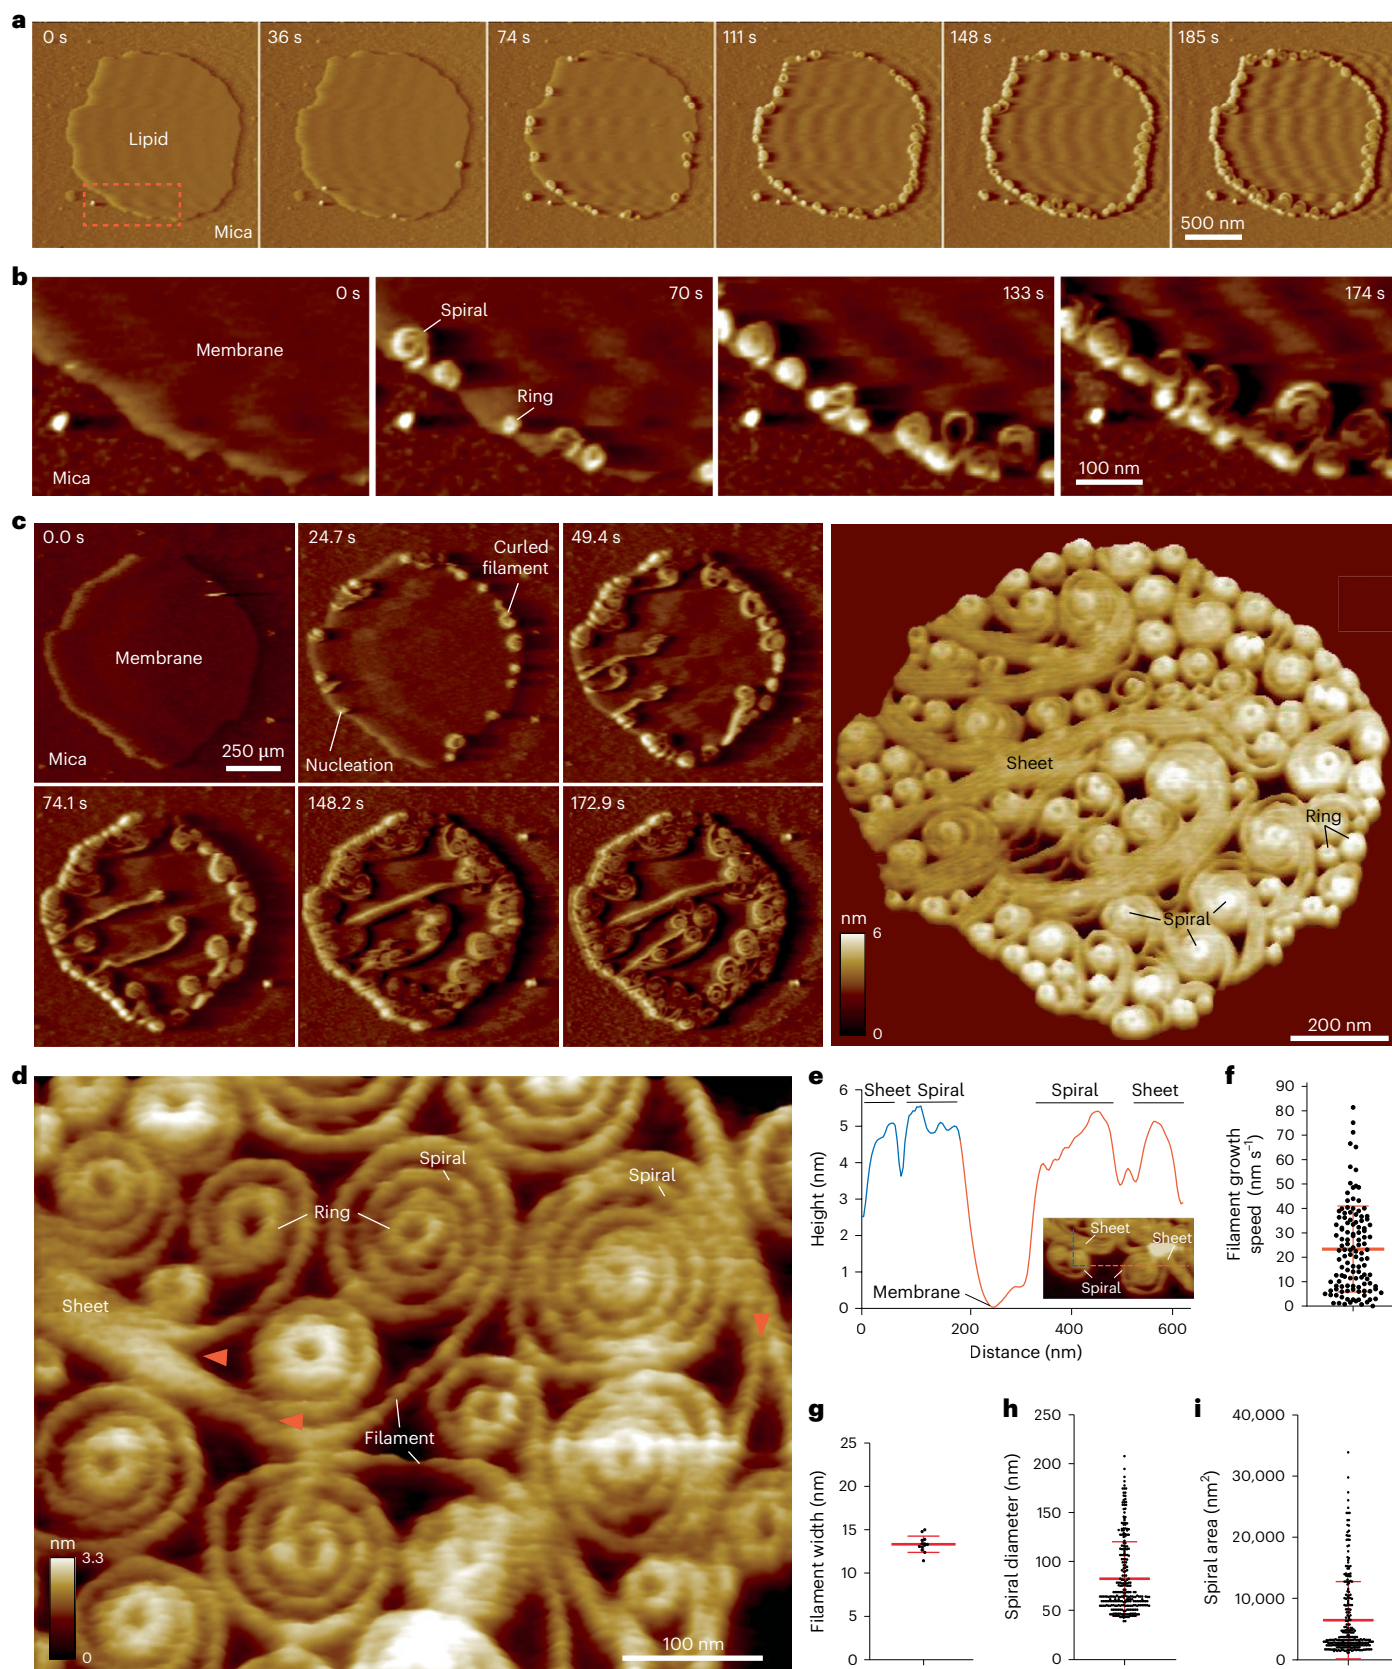 a
0 s
36 s
74 s
111 s
148 s
185 s
Lipid
Mica
500 nm
b
0 s
70 s
133 s
174 s
Spiral
Membrane
Ring
Mica
100 nm
c
0.0 s
24.7 s
49.4 s
Curled
filament
Membrane
Mica
250 µm
Nucleation
74.1 s
148.2 s
172.9 s
Sheet
Ring
Spiral
nm
6
0
200 nm
d
Spiral
Spiral
Ring
Sheet
Filament
nm
3.3
0
100 nm
e
Sheet
Spiral
Spiral
Sheet
6
5
4
3
2
1
0
Height (nm)
Membrane
Sheet
Sheet
Spiral
0
200
400
600
Distance (nm)
f
90
80
70
60
50
40
30
20
10
0
Filament growth
speed (nm s⁻¹)
g
25
20
15
10
5
0
Filament width (nm)
h
250
200
150
100
50
0
Spiral diameter (nm)
i
40,000
30,000
20,000
10,000
0
Spiral area (nm²)